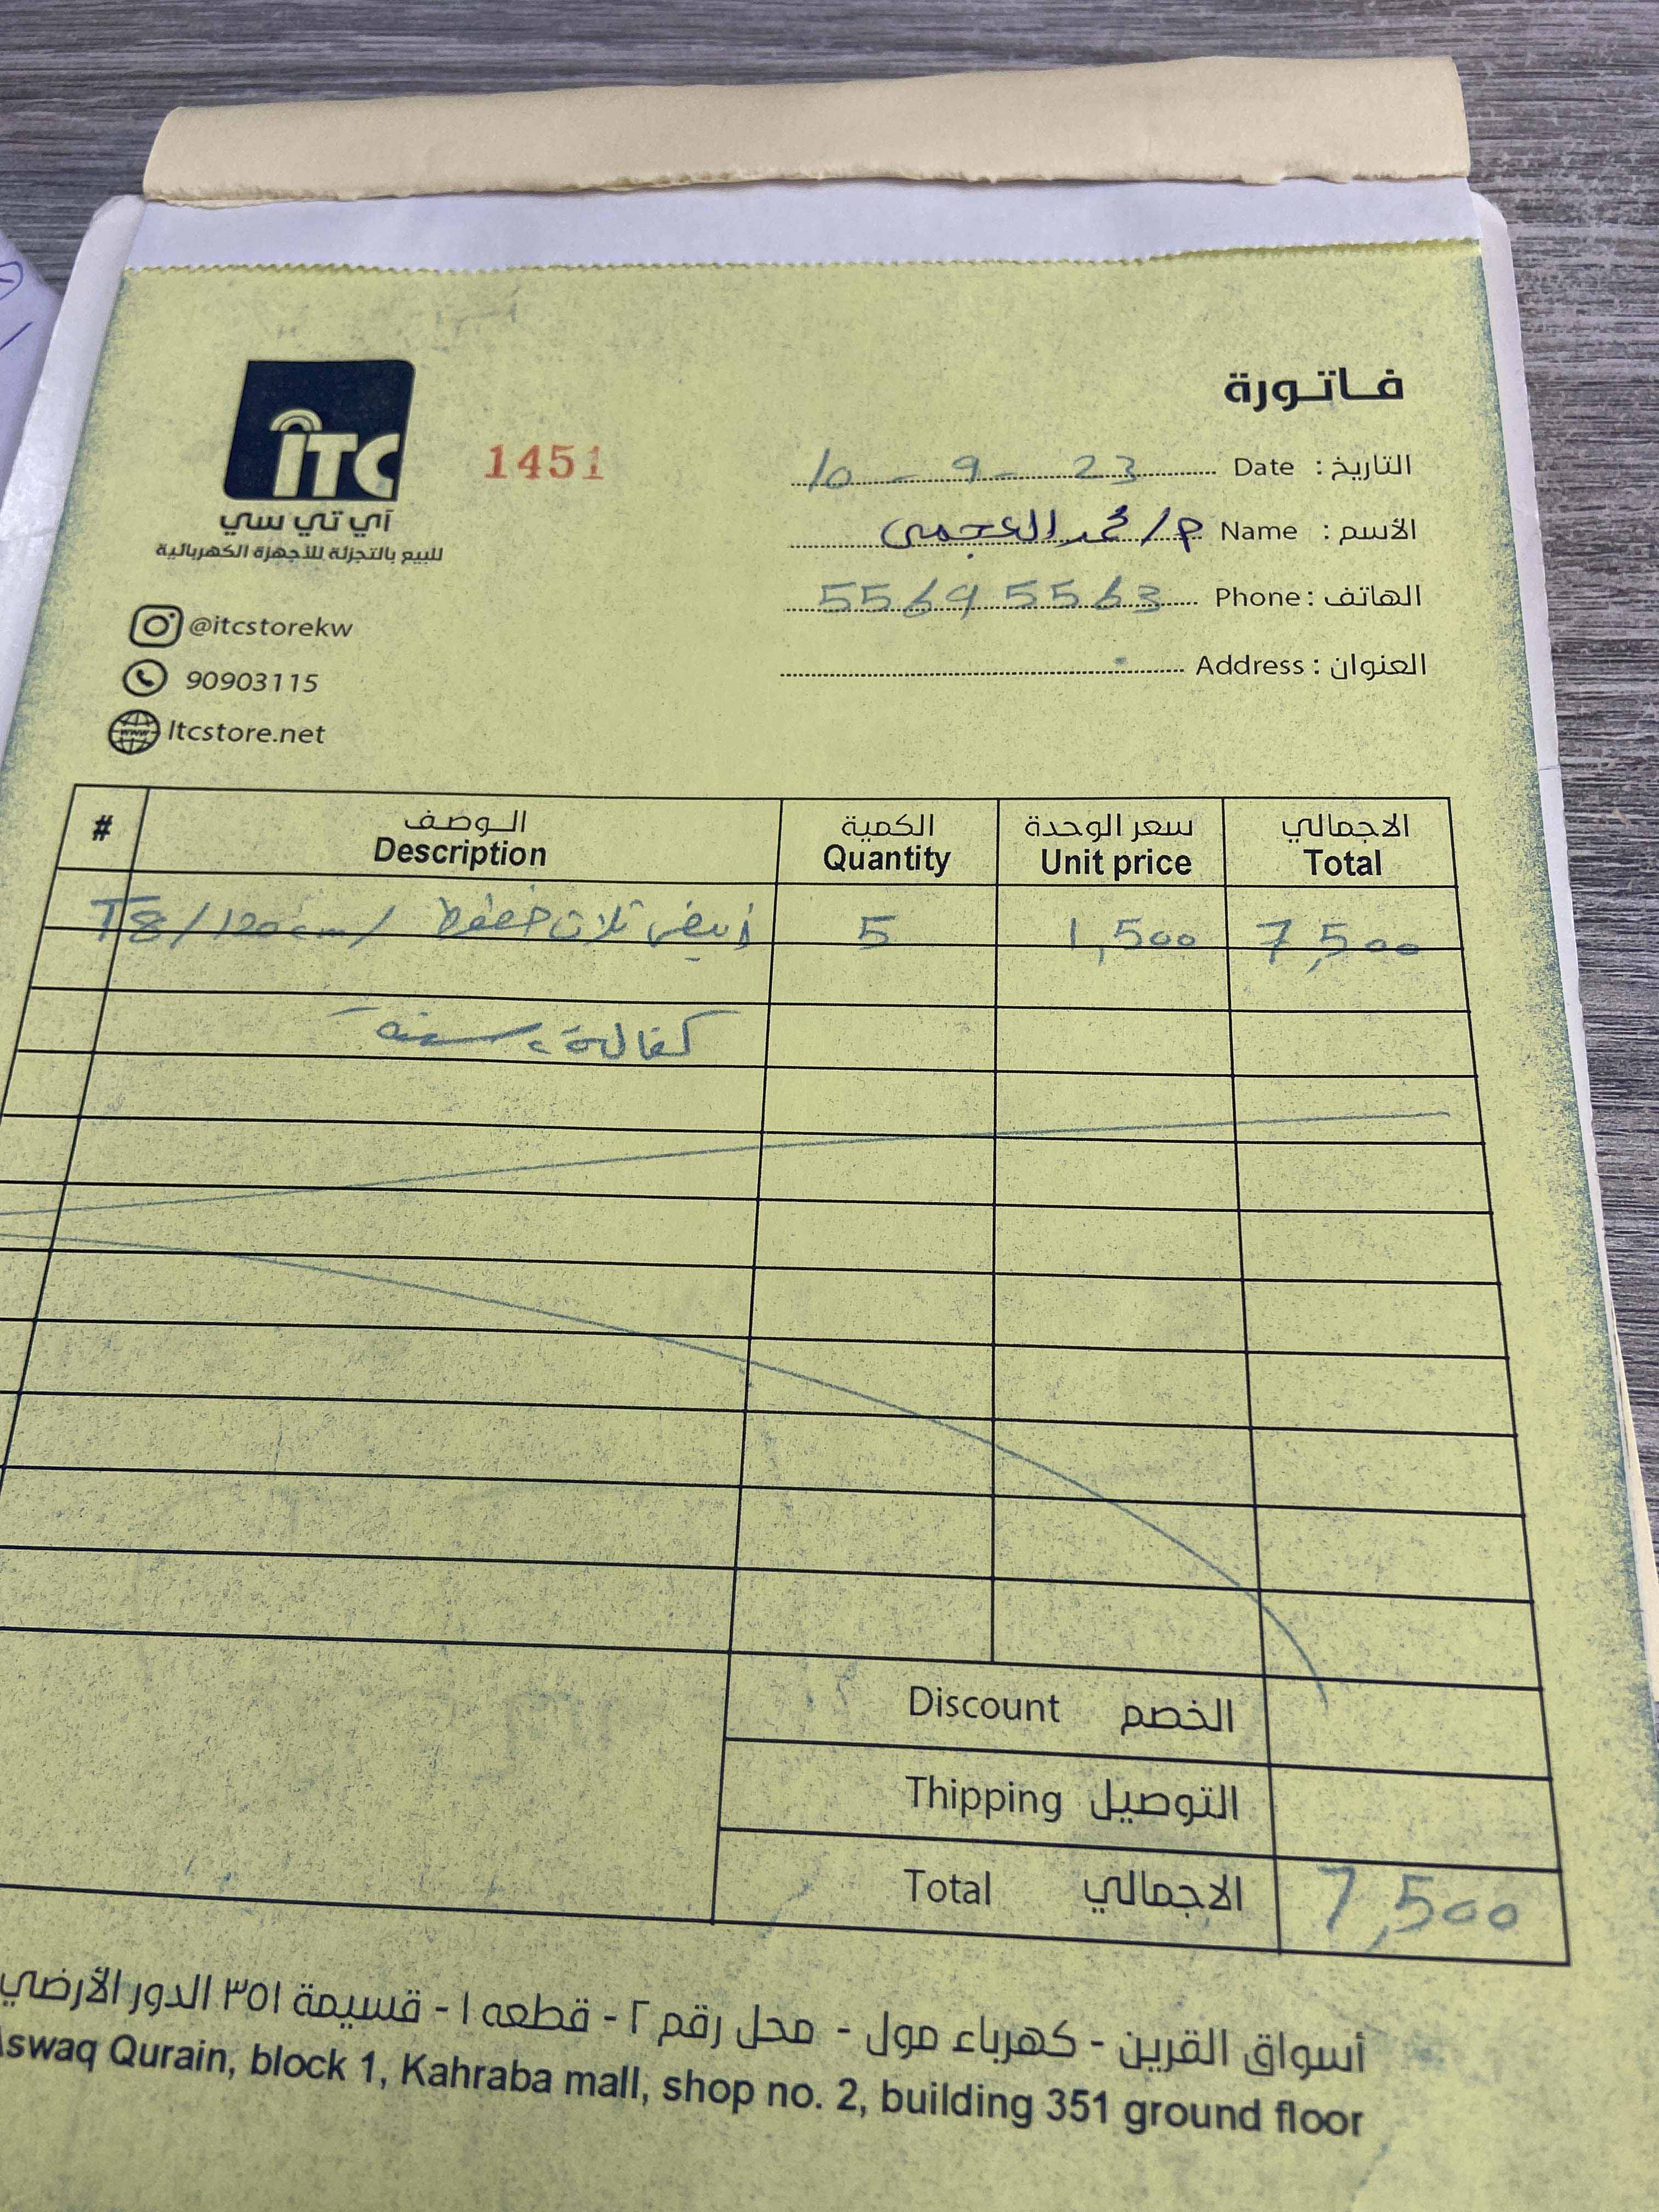 فاتورة
ITC
آي تي سي
للبيع بالتجزئة للأجهزة الكهربائية
1451
@itcstorekw
90903115
Itcstore.net
التاريخ : Date 10 - 9 - 23
الأسم : Name م/ محمد العجمي
الهاتف : Phone 55695563
العنوان : Address
# الوصف الكمية سعر الوحدة الاجمالي
Description Quantity Unit price Total
T8/120cm/ أبيض ثلاث خطوط 5 1,500 7,500
كفالة سنة
Discount الخصم
Thipping التوصيل
Total الاجمالي 7,500
أسواق القرين - كهرباء مول - محل رقم ٢ - قطعه ١ - قسيمة ٣٥١ الدور الأرضي
Aswaq Qurain, block 1, Kahraba mall, shop no. 2, building 351 ground floor